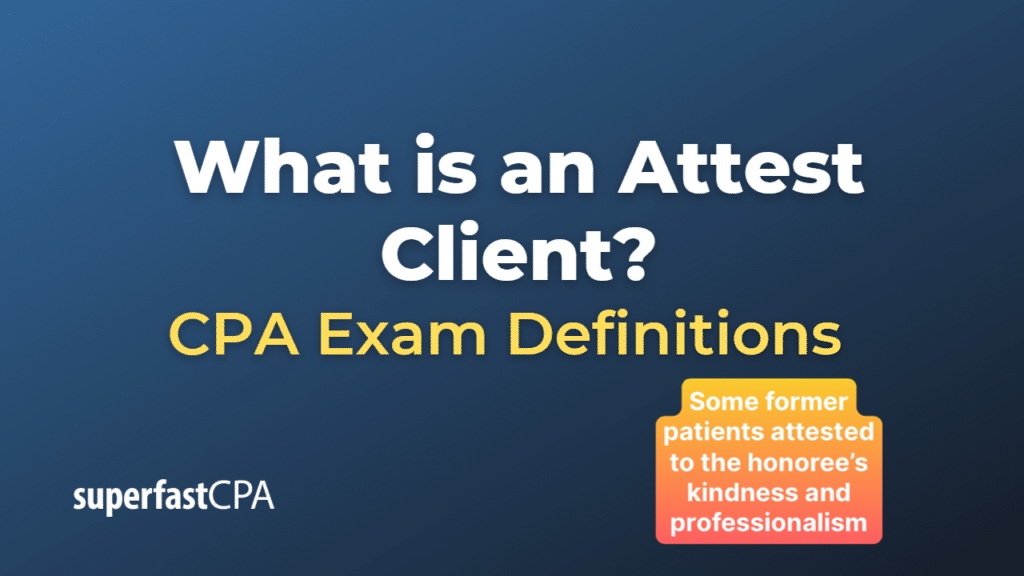 What is an Attest
Client?
CPA Exam Definitions
Some former
patients attested
to the honoree’s
kindness and
professionalism
superfastCPA